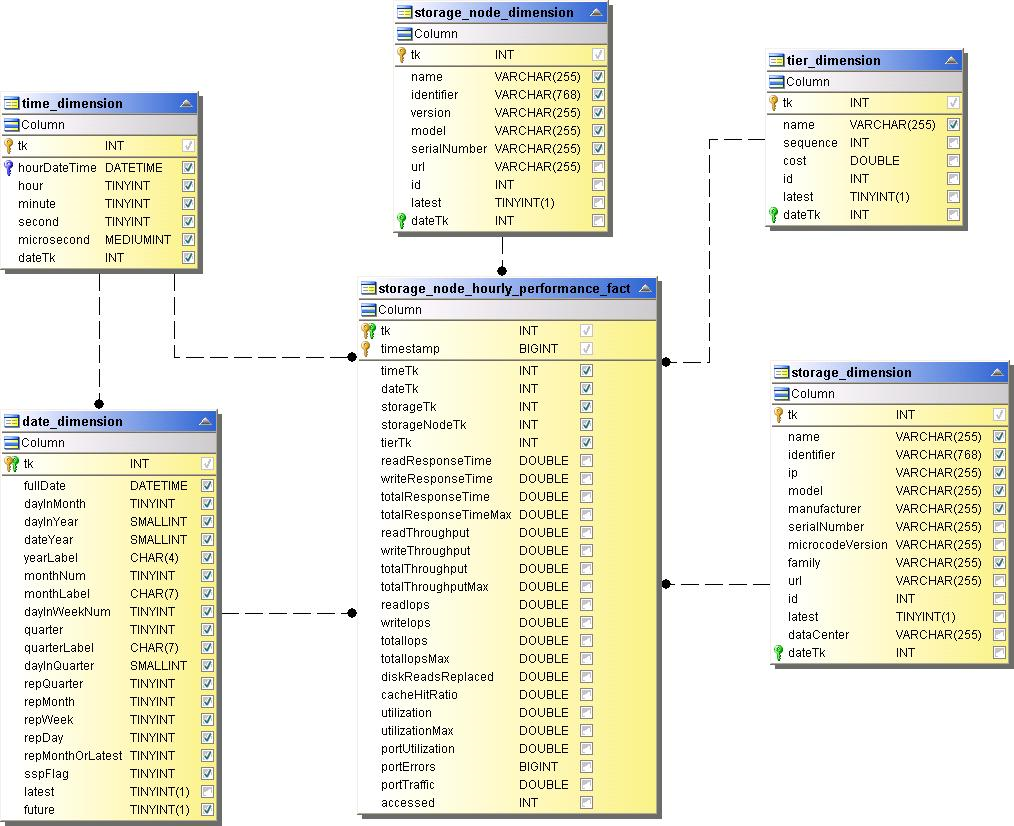 storage_node_dimension
Column
tk INT
name VARCHAR(255)
identifier VARCHAR(768)
version VARCHAR(255)
model VARCHAR(255)
serialNumber VARCHAR(255)
url VARCHAR(255)
id INT
latest TINYINT(1)
dateTk INT
tier_dimension
Column
tk INT
name VARCHAR(255)
sequence INT
cost DOUBLE
id INT
latest TINYINT(1)
dateTk INT
time_dimension
Column
tk INT
hourDateTime DATETIME
hour TINYINT
minute TINYINT
second TINYINT
microsecond MEDIUMINT
dateTk INT
storage_node_hourly_performance_fact
Column
tk INT
timestamp BIGINT
timeTk INT
dateTk INT
storageTk INT
storageNodeTk INT
tierTk INT
readResponseTime DOUBLE
writeResponseTime DOUBLE
totalResponseTime DOUBLE
totalResponseTimeMax DOUBLE
readThroughput DOUBLE
writeThroughput DOUBLE
totalThroughput DOUBLE
totalThroughputMax DOUBLE
readIops DOUBLE
writeIops DOUBLE
totalIops DOUBLE
totalIopsMax DOUBLE
diskReadsReplaced DOUBLE
cacheHitRatio DOUBLE
utilization DOUBLE
utilizationMax DOUBLE
portUtilization DOUBLE
portErrors BIGINT
portTraffic DOUBLE
accessed INT
storage_dimension
Column
tk INT
name VARCHAR(255)
identifier VARCHAR(768)
ip VARCHAR(255)
model VARCHAR(255)
manufacturer VARCHAR(255)
serialNumber VARCHAR(255)
microcodeVersion VARCHAR(255)
family VARCHAR(255)
url VARCHAR(255)
id INT
latest TINYINT(1)
dataCenter VARCHAR(255)
dateTk INT
date_dimension
Column
tk INT
fullDate DATETIME
dayInMonth TINYINT
dayInYear SMALLINT
dateYear SMALLINT
yearLabel CHAR(4)
monthNum TINYINT
monthLabel CHAR(7)
dayInWeekNum TINYINT
quarter TINYINT
quarterLabel CHAR(7)
dayInQuarter SMALLINT
repQuarter TINYINT
repMonth TINYINT
repWeek TINYINT
repDay TINYINT
repMonthOrLatest TINYINT
sspFlag TINYINT
latest TINYINT(1)
future TINYINT(1)